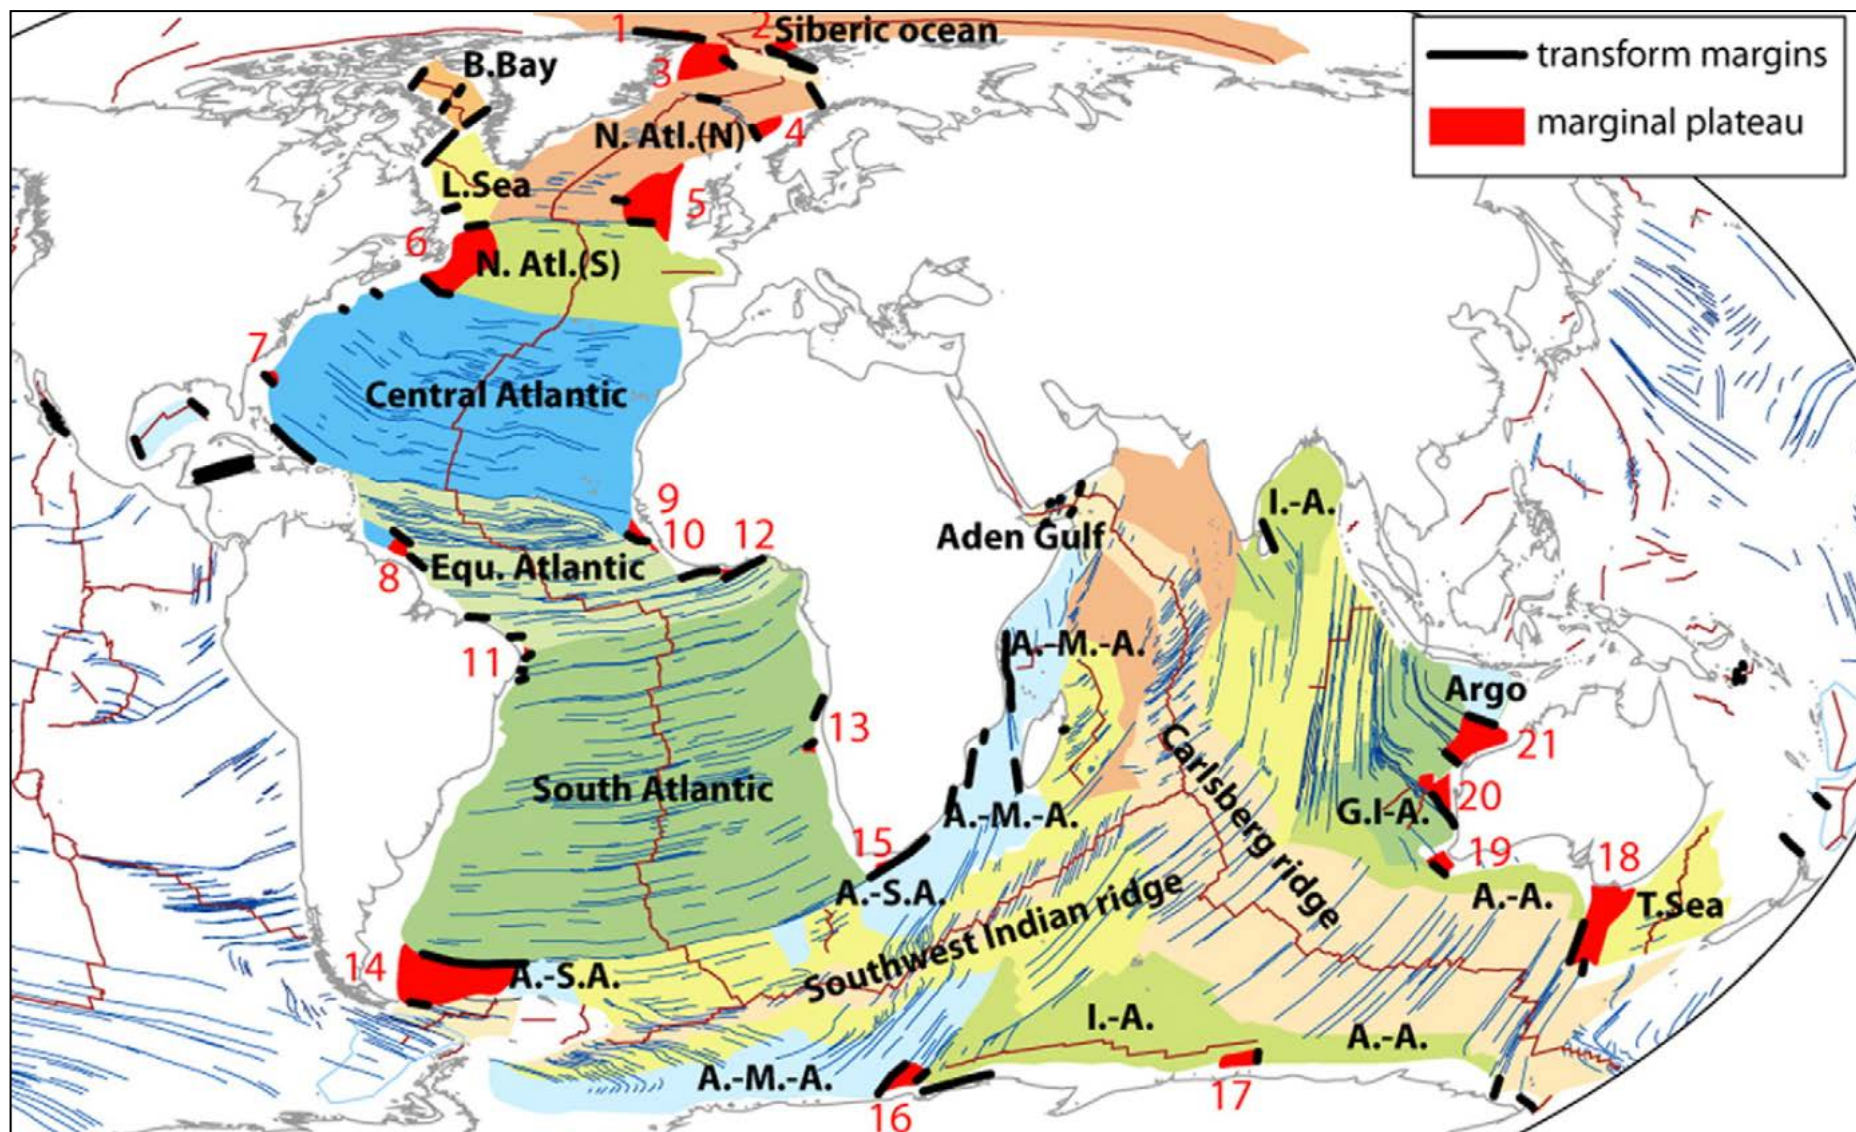 1
2
Siberic ocean
transform margins
marginal plateau
B.Bay
3
N. Atl.(N)
4
L.Sea
5
6
N. Atl.(S)
7
Central Atlantic
9
10
12
I.-A.
Aden Gulf
8
Equ. Atlantic
11
A.-M.-A.
Argo
13
21
Carlsberg ridge
South Atlantic
20
G.I-A.
A.-M.-A.
15
19
18
A.-S.A.
A.-A.
T.Sea
Southwest Indian ridge
14
A.-S.A.
I.-A.
A.-A.
A.-M.-A.
16
17